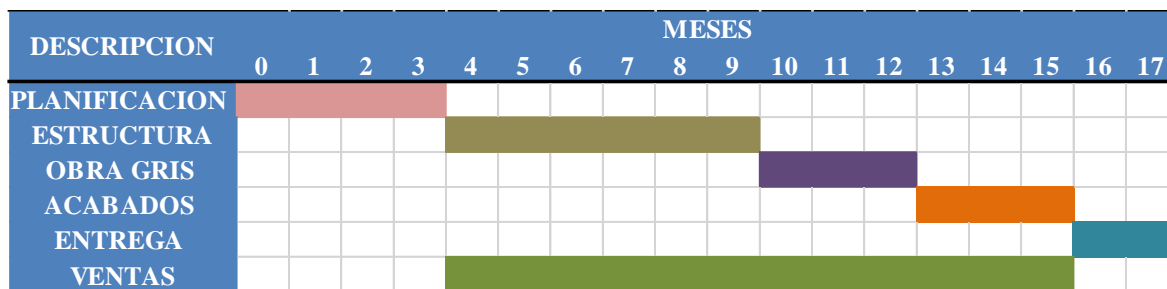 DESCRIPCION
MESES
0 1 2 3 4 5 6 7 8 9 10 11 12 13 14 15 16 17
PLANIFICACION
ESTRUCTURA
OBRA GRIS
ACABADOS
ENTREGA
VENTAS